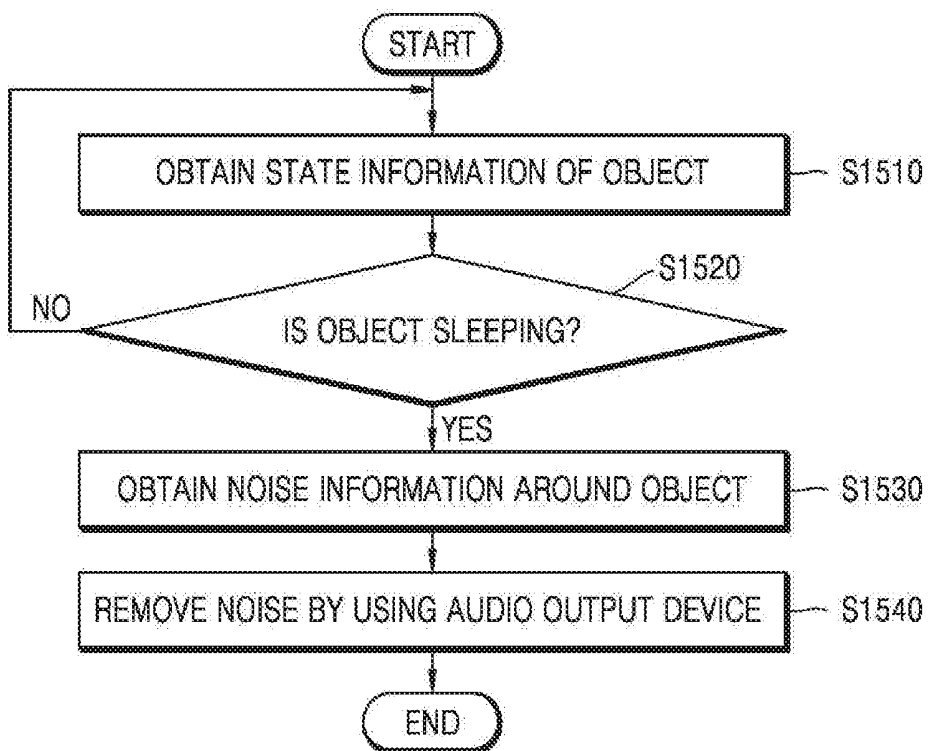 START
OBTAIN STATE INFORMATION OF OBJECT
S1510
S1520
NO
IS OBJECT SLEEPING?
YES
OBTAIN NOISE INFORMATION AROUND OBJECT
S1530
REMOVE NOISE BY USING AUDIO OUTPUT DEVICE
S1540
END